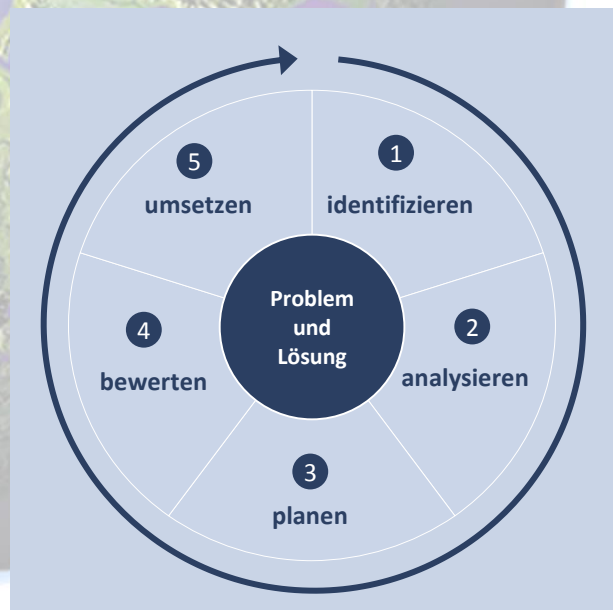 1
identifizieren
2
analysieren
3
planen
4
bewerten
5
umsetzen
Problem
und
Lösung